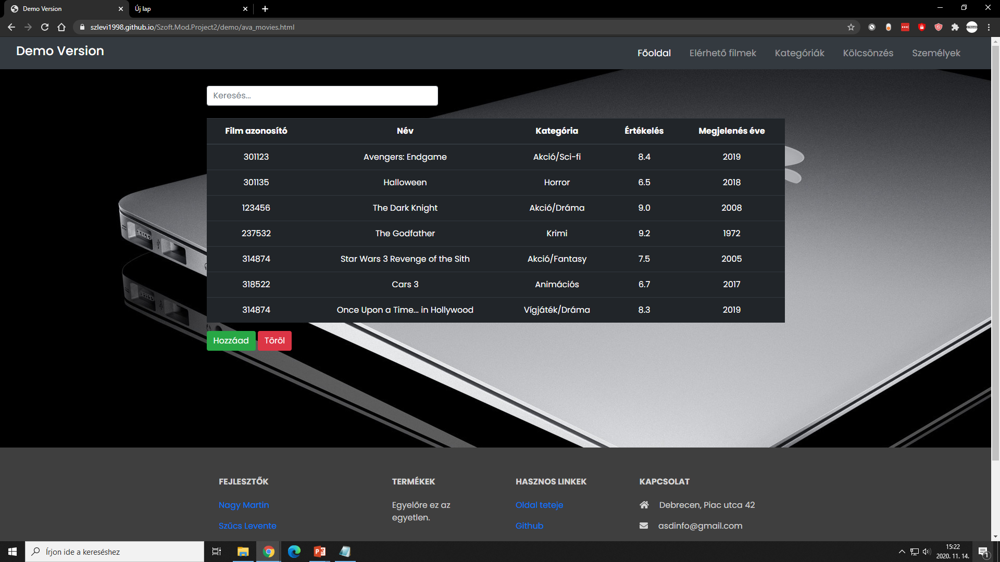 Demo Version
Új lap
szlevi1998.github.io/Szoft.Mod.Project2/demo/ava_movies.html
Demo Version
Főoldal Elérhető filmek Kategóriák Kölcsönzés Személyek
Keresés...
Film azonosító Név Kategória Értékelés Megjelenés éve
301123 Avengers: Endgame Akció/Sci-fi 8.4 2019
301135 Halloween Horror 6.5 2018
123456 The Dark Knight Akció/Dráma 9.0 2008
237532 The Godfather Krimi 9.2 1972
314874 Star Wars 3 Revenge of the Sith Akció/Fantasy 7.5 2005
318522 Cars 3 Animációs 6.7 2017
314874 Once Upon a Time... in Hollywood Vígjáték/Dráma 8.3 2019
Hozzáad Töröl
FEJLESZTŐK
Nagy Martin
Szűcs Levente
TERMÉKEK
Egyelőre ez az
egyetlen.
HASZNOS LINKEK
Oldal teteje
Github
KAPCSOLAT
Debrecen, Piac utca 42
asdinfo@gmail.com
Írjon ide a kereséshez
15:22
2020. 11. 14.
1